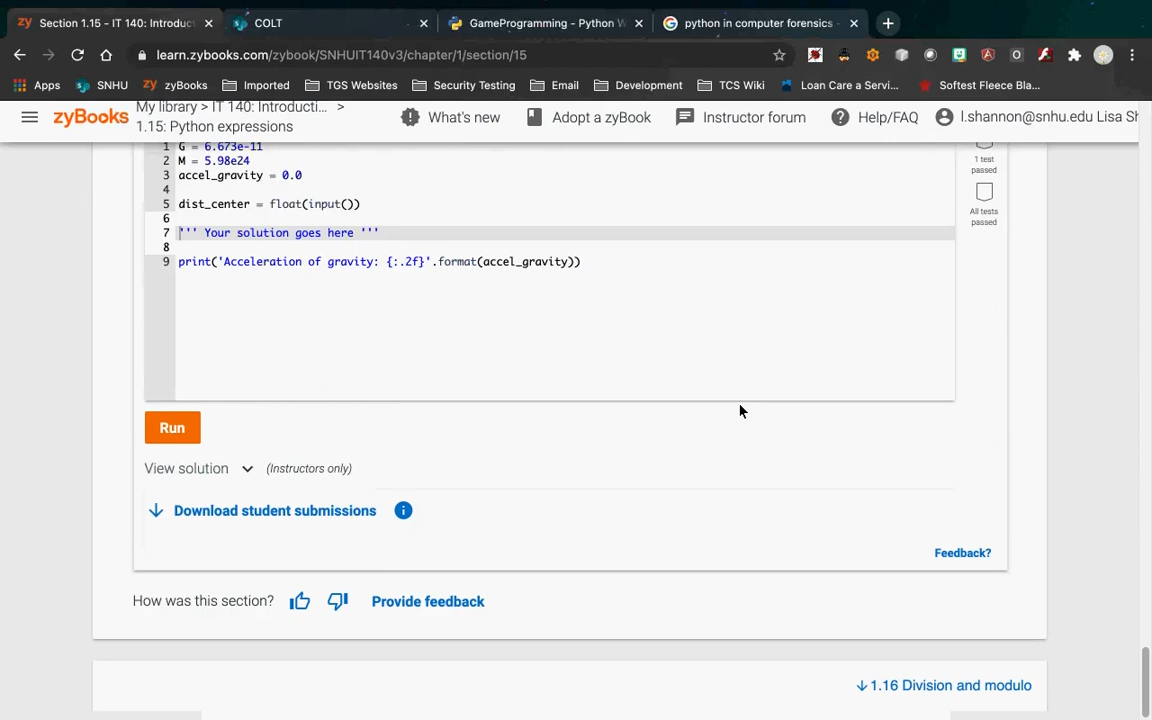 Section 1.15 - IT 140: Introduct
COLT
GameProgramming - Python W
python in computer forensics -
learn.zybooks.com/zybook/SNHUIT140v3/chapter/1/section/15
Apps
SNHU
zyBooks
Imported
TGS Websites
Security Testing
Email
Development
TCS Wiki
Loan Care a Servi...
Softest Fleece Bla...
zyBooks
My library > IT 140: Introducti... >
1.15: Python expressions
What's new
Adopt a zyBook
Instructor forum
Help/FAQ
l.shannon@snhu.edu Lisa Sh
1 G = 6.673e-11
2 M = 5.98e24
3 accel_gravity = 0.0
4
5 dist_center = float(input())
6
7 ''' Your solution goes here '''
8
9 print('Acceleration of gravity: {:.2f}'.format(accel_gravity))
1 test
passed
All tests
passed
Run
View solution (Instructors only)
Download student submissions
Feedback?
How was this section?
Provide feedback
1.16 Division and modulo